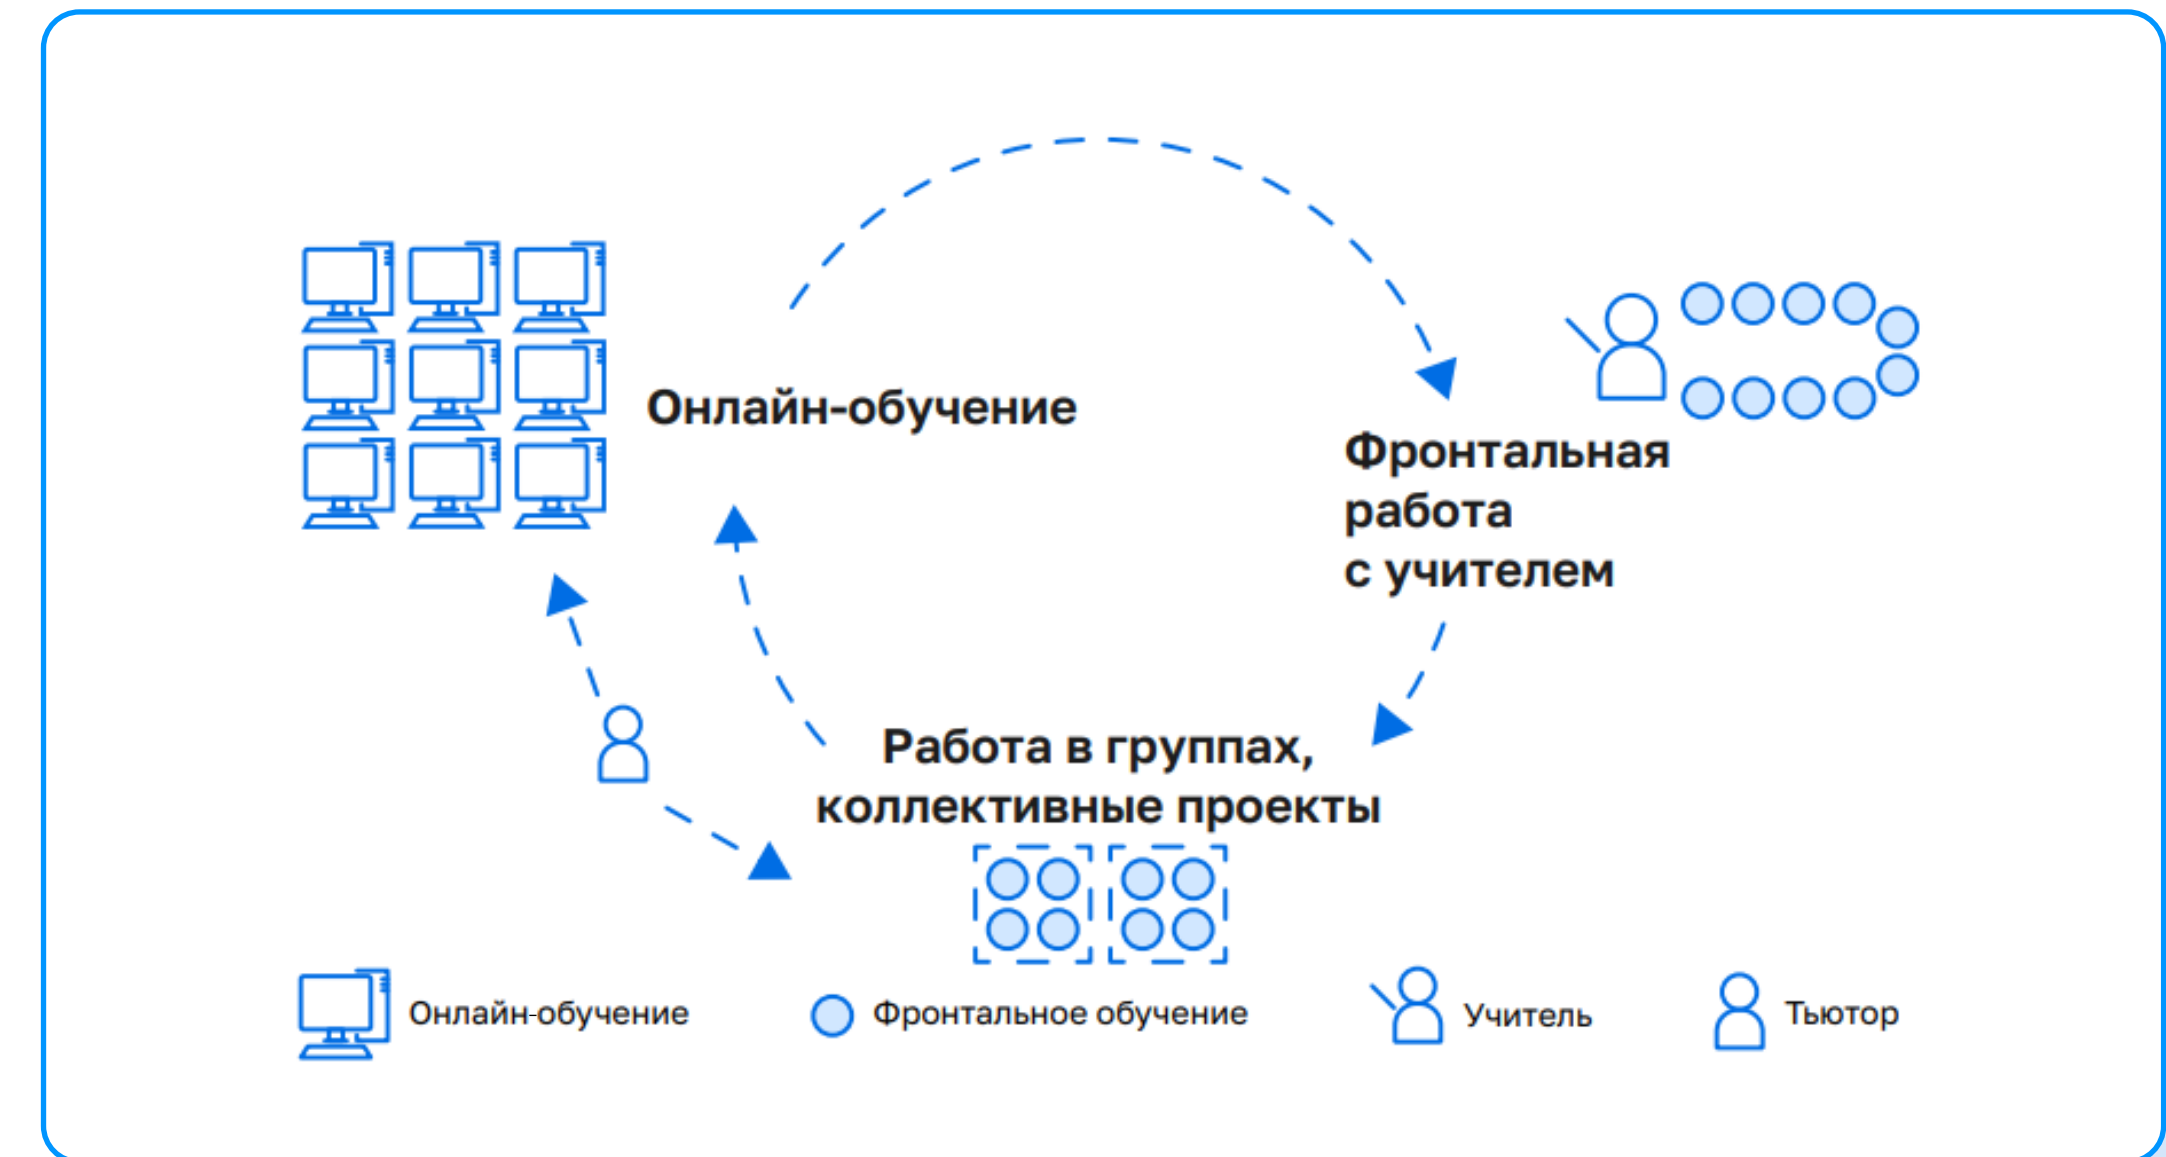 Онлайн-обучение
Фронтальная
работа
с учителем
Работа в группах,
коллективные проекты
Онлайн-обучение
Фронтальное обучение
Учитель
Тьютор